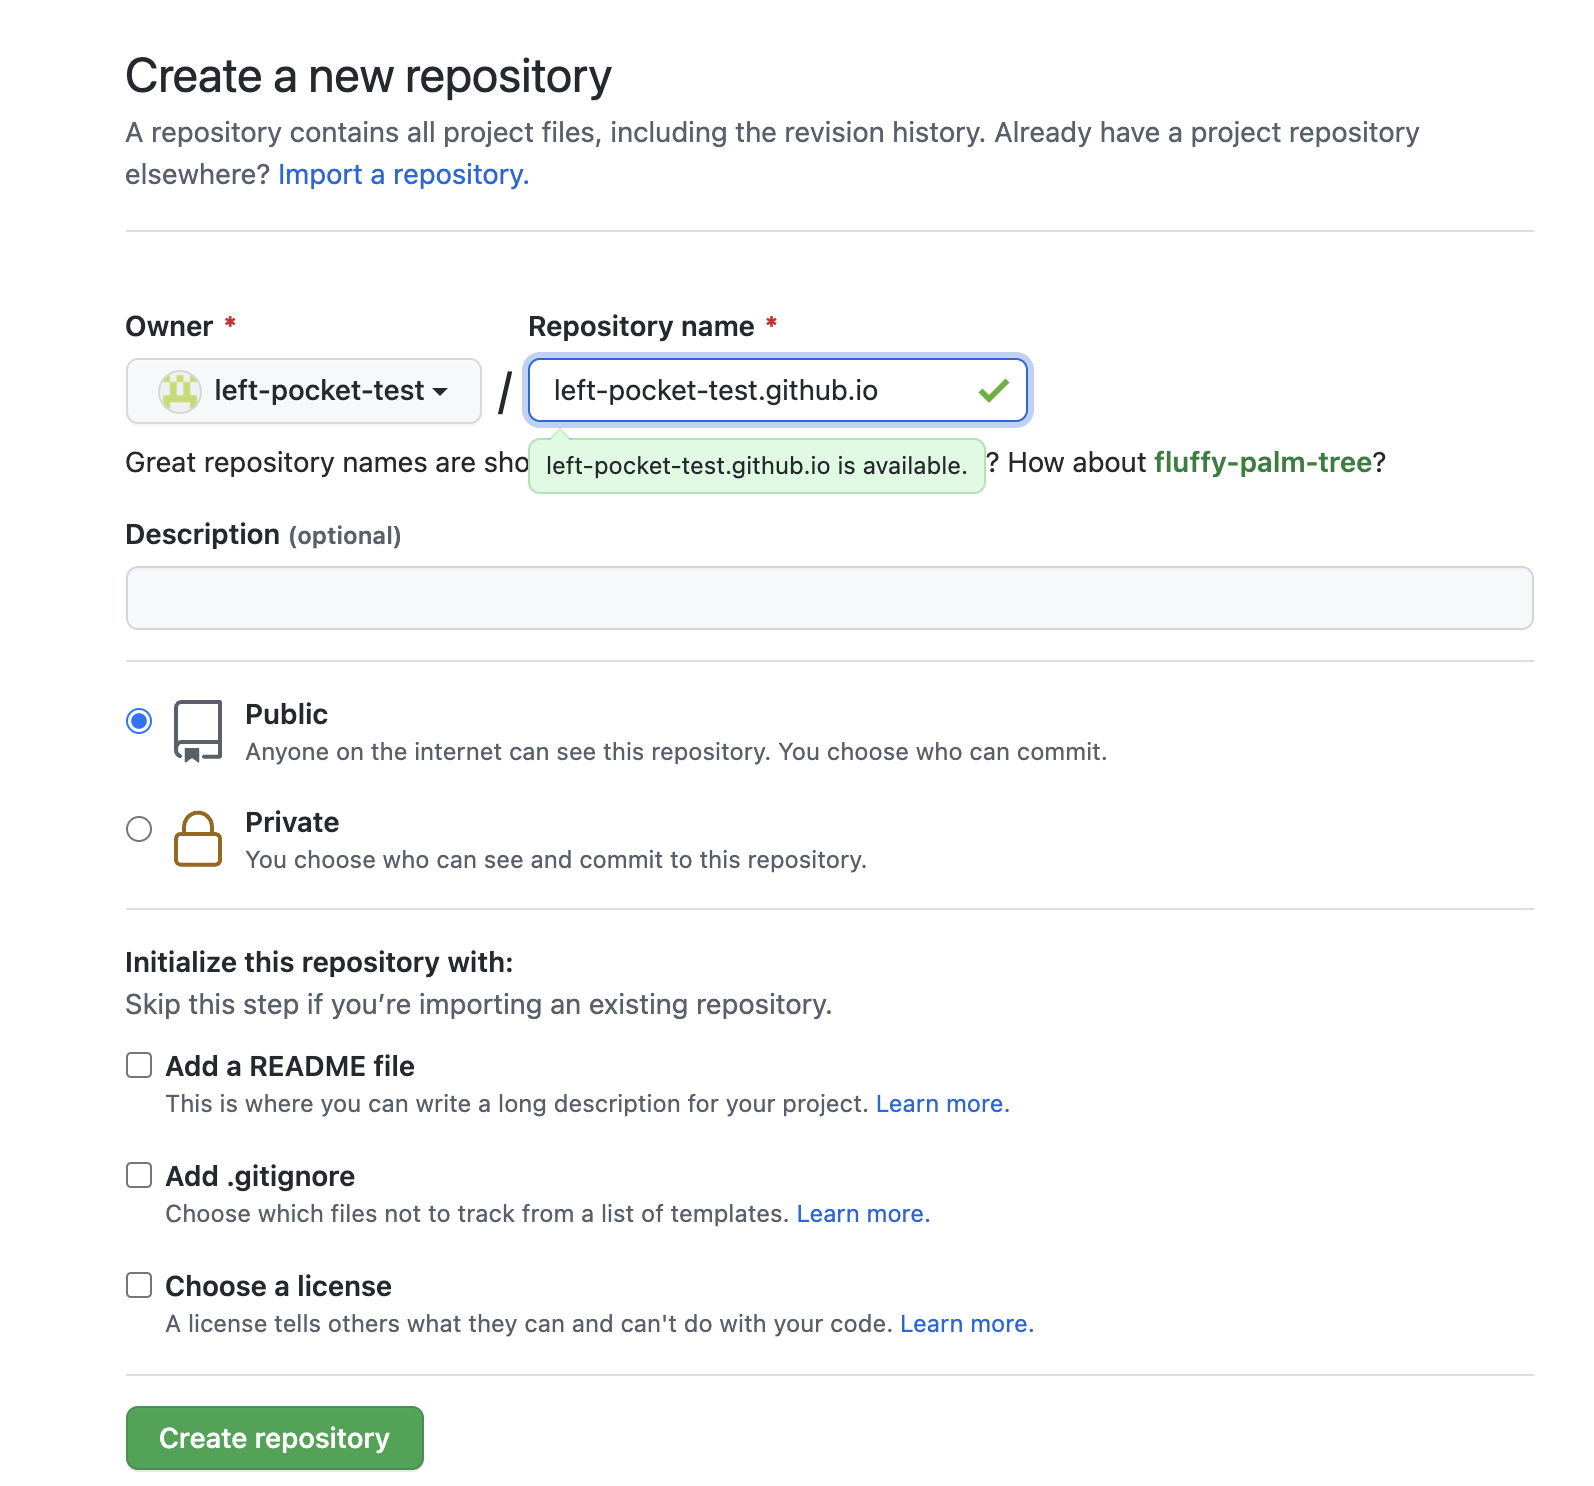 Create a new repository
A repository contains all project files, including the revision history. Already have a project repository
elsewhere? Import a repository.
Owner *
Repository name *
left-pocket-test
/
left-pocket-test.github.io
Great repository names are sho
left-pocket-test.github.io is available.
? How about fluffy-palm-tree?
Description (optional)
Public
Anyone on the internet can see this repository. You choose who can commit.
Private
You choose who can see and commit to this repository.
Initialize this repository with:
Skip this step if you’re importing an existing repository.
Add a README file
This is where you can write a long description for your project. Learn more.
Add .gitignore
Choose which files not to track from a list of templates. Learn more.
Choose a license
A license tells others what they can and can't do with your code. Learn more.
Create repository